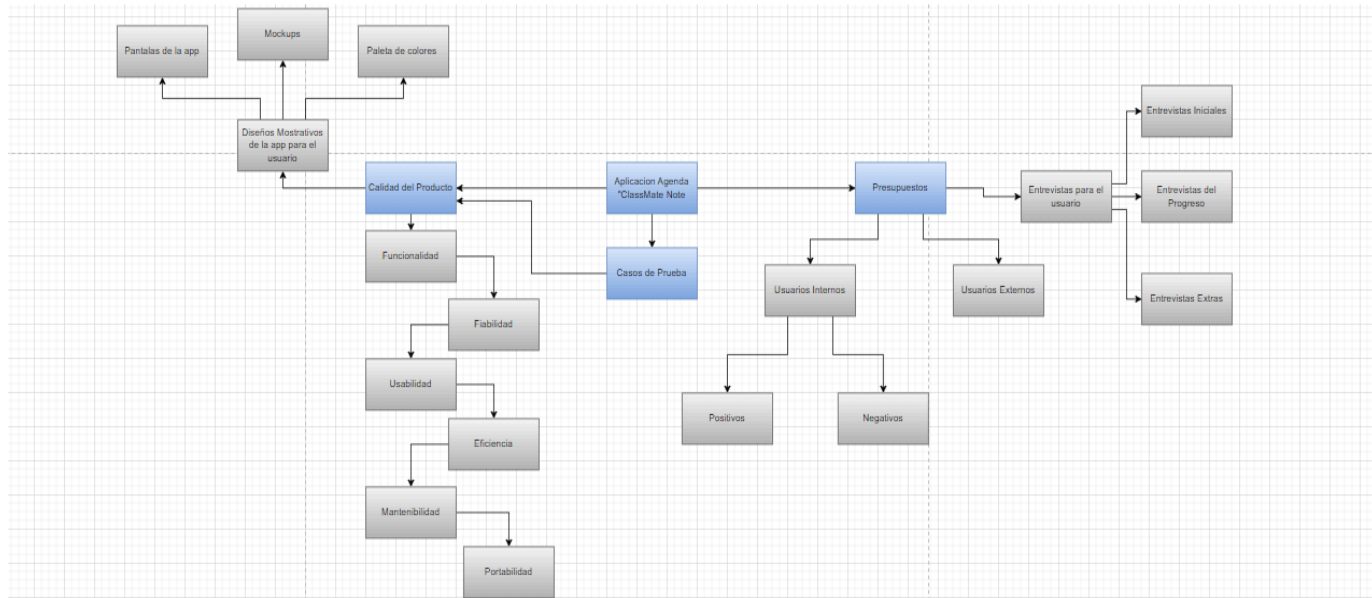 Mockups
Pantalas de la app
Paleta de colores
Entrevistas Iniciales
Diseños Mostrativos
de la app para el
usuario
Calidad del Producto
Aplicacion Agenda
"ClassMate Note
Presupuestos
Entrevistas para el
usuario
Entrevistas del
Progreso
Funcionalidad
Casos de Prueba
Usuarios Internos
Usuarios Externos
Entrevistas Extras
Fiabilidad
Usabilidad
Positivos
Negativos
Eficiencia
Mantenibilidad
Portabilidad